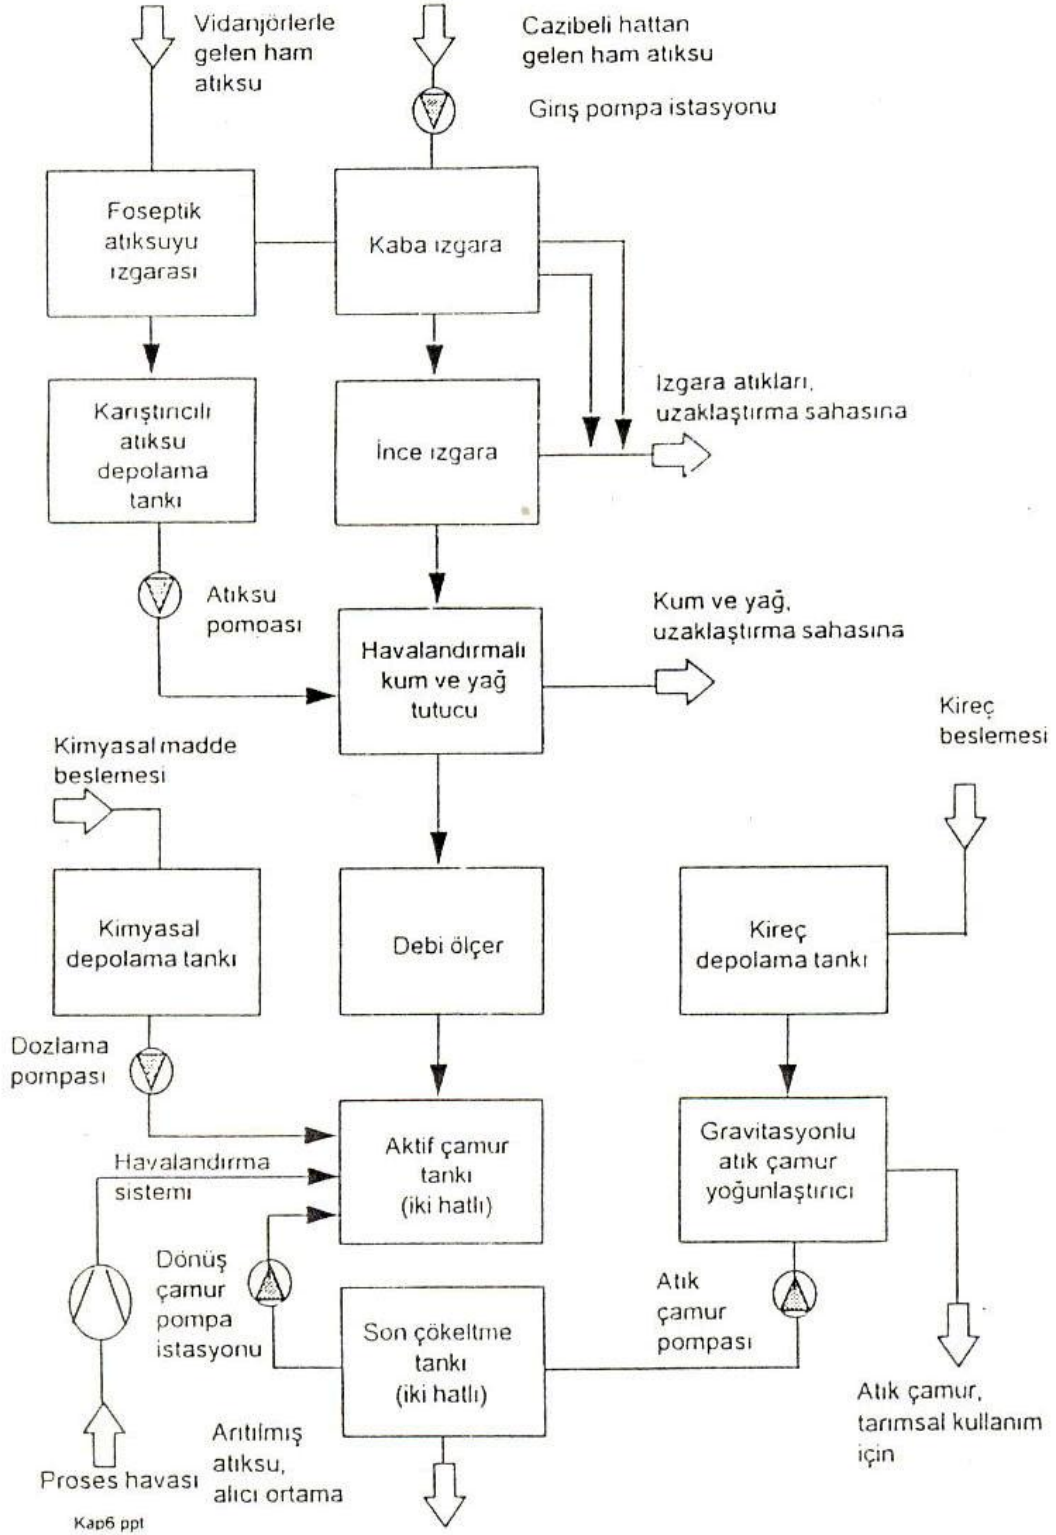 Vidanjörlerle
gelen ham
atıksu
Cazibeli hattan
gelen ham atıksu
Giriş pompa istasyonu
Foseptik
atıksuyu
ızgarası
Kaba ızgara
Karıştırıcılı
atıksu
depolama
tankı
İnce ızgara
Izgara atıkları,
uzaklaştırma sahasına
Atıksu
pompası
Havalandırmalı
kum ve yağ
tutucu
Kum ve yağ,
uzaklaştırma sahasına
Kimyasal madde
beslemesi
Kireç
beslemesi
Kimyasal
depolama tankı
Debi ölçer
Kireç
depolama tankı
Dozlama
pompası
Havalandırma
sistemi
Aktif çamur
tankı
(iki hatlı)
Gravitasyonlu
atık çamur
yoğunlaştırıcı
Dönüş
çamur
pompa
istasyonu
Son çökeltme
tankı
(iki hatlı)
Atık
çamur
pompası
Atık çamur,
tarımsal kullanım
için
Proses havası
Arıtılmış
atıksu,
alıcı ortama
Kap6 ppt